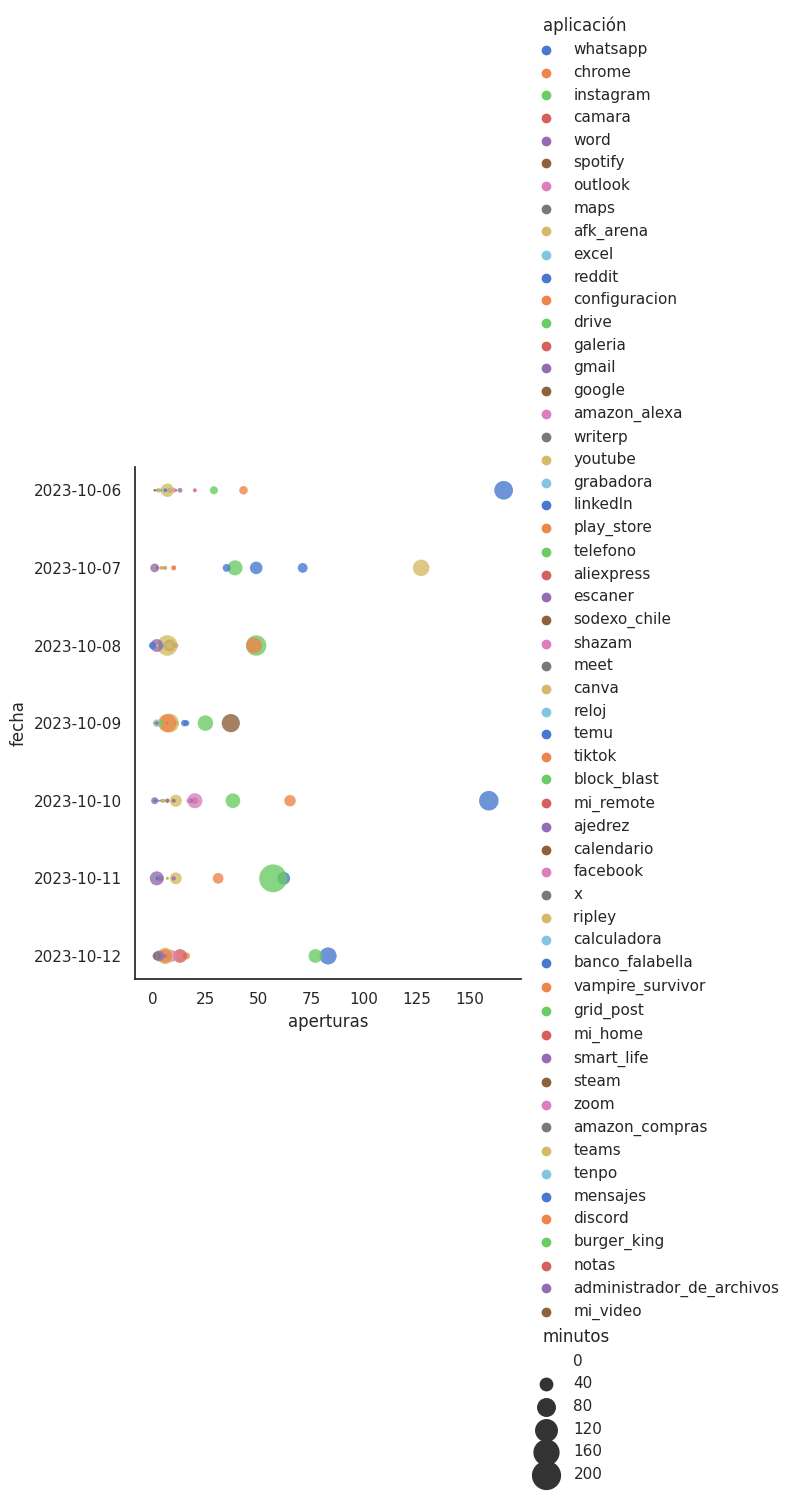 aplicación
whatsapp
chrome
instagram
camara
word
spotify
outlook
maps
afk_arena
excel
reddit
configuracion
drive
galeria
gmail
google
amazon_alexa
writerp
youtube
grabadora
linkedIn
play_store
telefono
aliexpress
escaner
sodexo_chile
shazam
meet
canva
reloj
temu
tiktok
block_blast
mi_remote
ajedrez
calendario
facebook
x
ripley
calculadora
banco_falabella
vampire_survivor
grid_post
mi_home
smart_life
steam
zoom
amazon_compras
teams
tenpo
mensajes
discord
burger_king
notas
administrador_de_archivos
mi_video
minutos
0
40
80
120
160
200
fecha
2023-10-06
2023-10-07
2023-10-08
2023-10-09
2023-10-10
2023-10-11
2023-10-12
0 25 50 75 100 125 150
aperturas